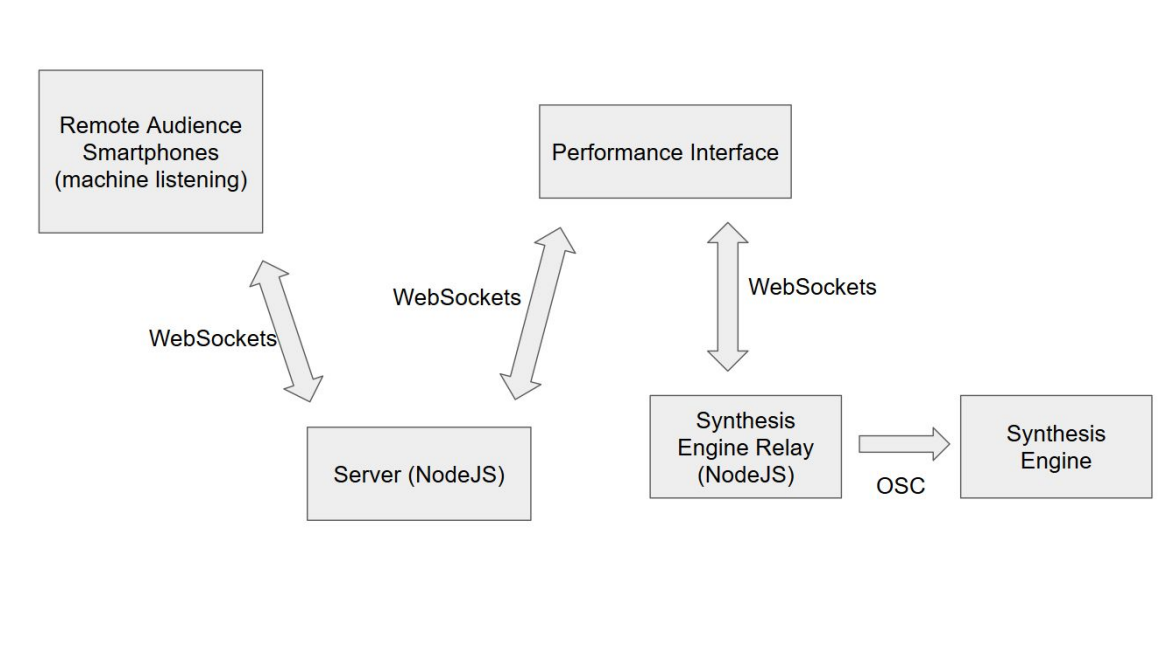 Remote Audience
Smartphones
(machine listening)
Performance Interface
WebSockets
WebSockets
WebSockets
Server (NodeJS)
Synthesis
Engine Relay
(NodeJS)
OSC
Synthesis
Engine